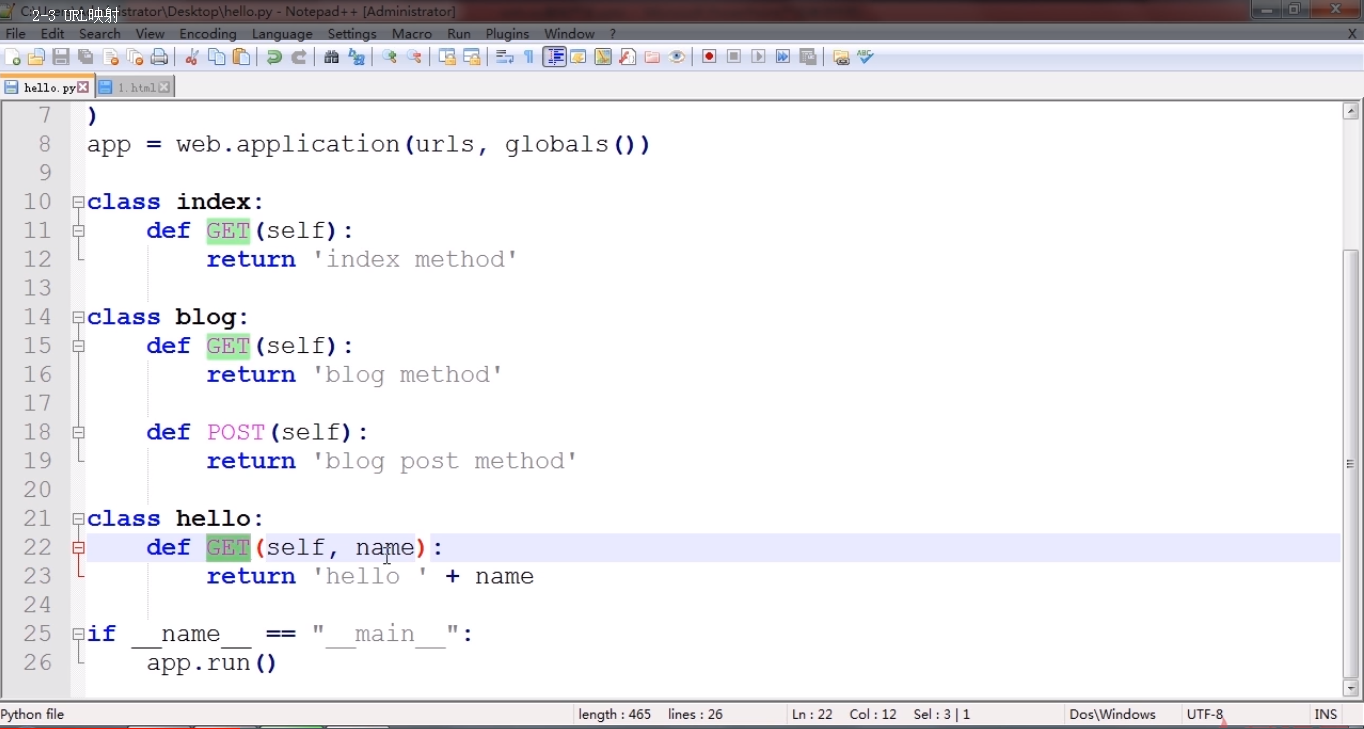 C:\Users\Administrator\Desktop\hello.py - Notepad++ [Administrator]
2-3 URL映射
File Edit Search View Encoding Language Settings Macro Run Plugins Window ? X
hello.py 1.html
7 )
8 app = web.application(urls, globals())
9
10 class index:
11 def GET(self):
12 return 'index method'
13
14 class blog:
15 def GET(self):
16 return 'blog method'
17
18 def POST(self):
19 return 'blog post method'
20
21 class hello:
22 def GET(self, name):
23 return 'hello ' + name
24
25 if __name__ == "__main__":
26 app.run()
Python file length : 465 lines : 26 Ln : 22 Col : 12 Sel : 3 | 1 Dos\Windows UTF-8 INS